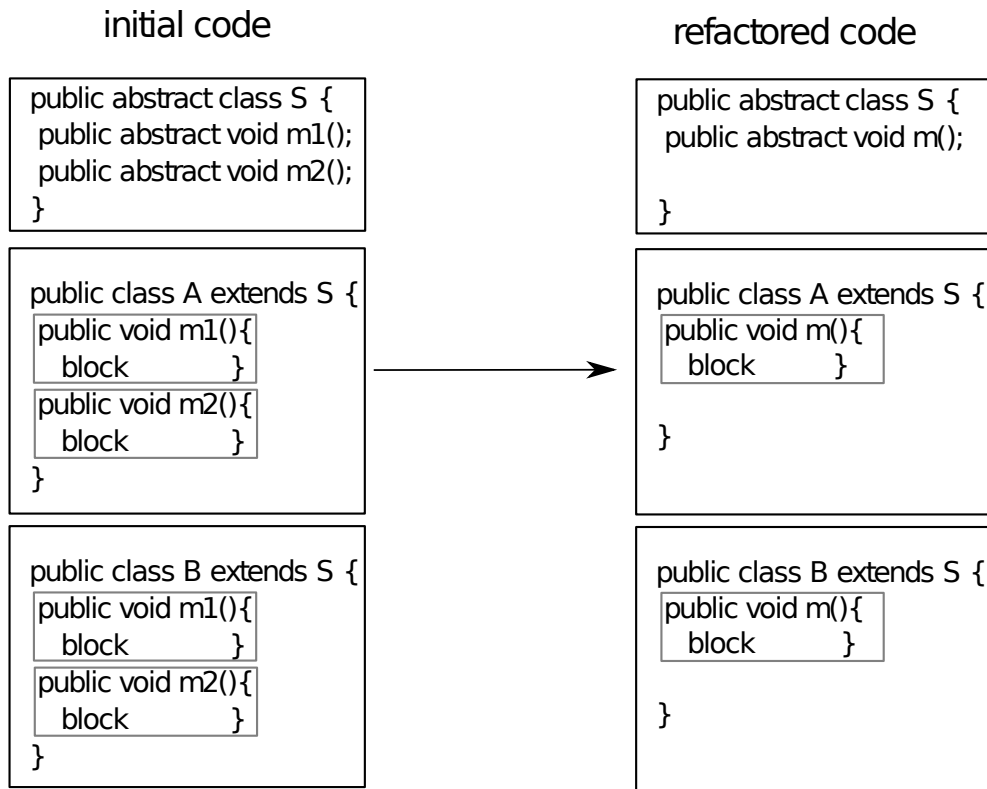 initial code
public abstract class S {
public abstract void m1();
public abstract void m2();
}
public class A extends S {
public void m1(){
block }
public void m2(){
block }
}
public class B extends S {
public void m1(){
block }
public void m2(){
block }
}
refactored code
public abstract class S {
public abstract void m();
}
public class A extends S {
public void m(){
block }
}
public class B extends S {
public void m(){
block }
}